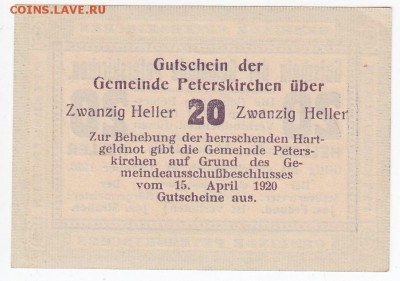 COINS.LAVE.RU
Gutschein der
Gemeinde Peterskirchen über
Zwanzig Heller 20 Zwanzig Heller
Zur Behebung der herrschenden Hart-
geldnot gibt die Gemeinde Peters-
kirchen auf Grund des Ge-
meindeausschußbeschlusses
vom 15. April 1920
Gutscheine aus.